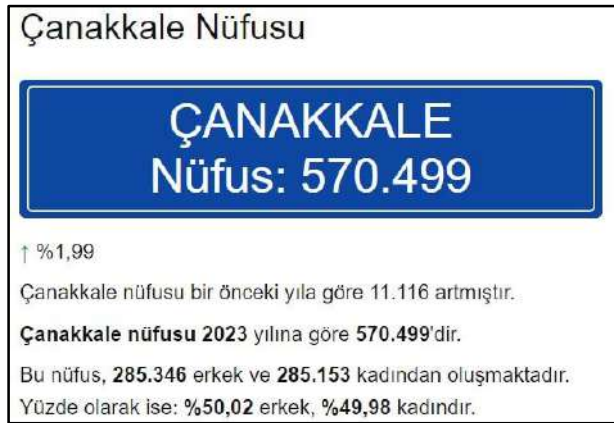 Çanakkale Nüfusu
ÇANAKKALE
Nüfus: 570.499
↑ %1,99
Çanakkale nüfusu bir önceki yıla göre 11.116 artmıştır.
Çanakkale nüfusu 2023 yılına göre 570.499'dir.
Bu nüfus, 285.346 erkek ve 285.153 kadından oluşmaktadır.
Yüzde olarak ise: %50,02 erkek, %49,98 kadındır.